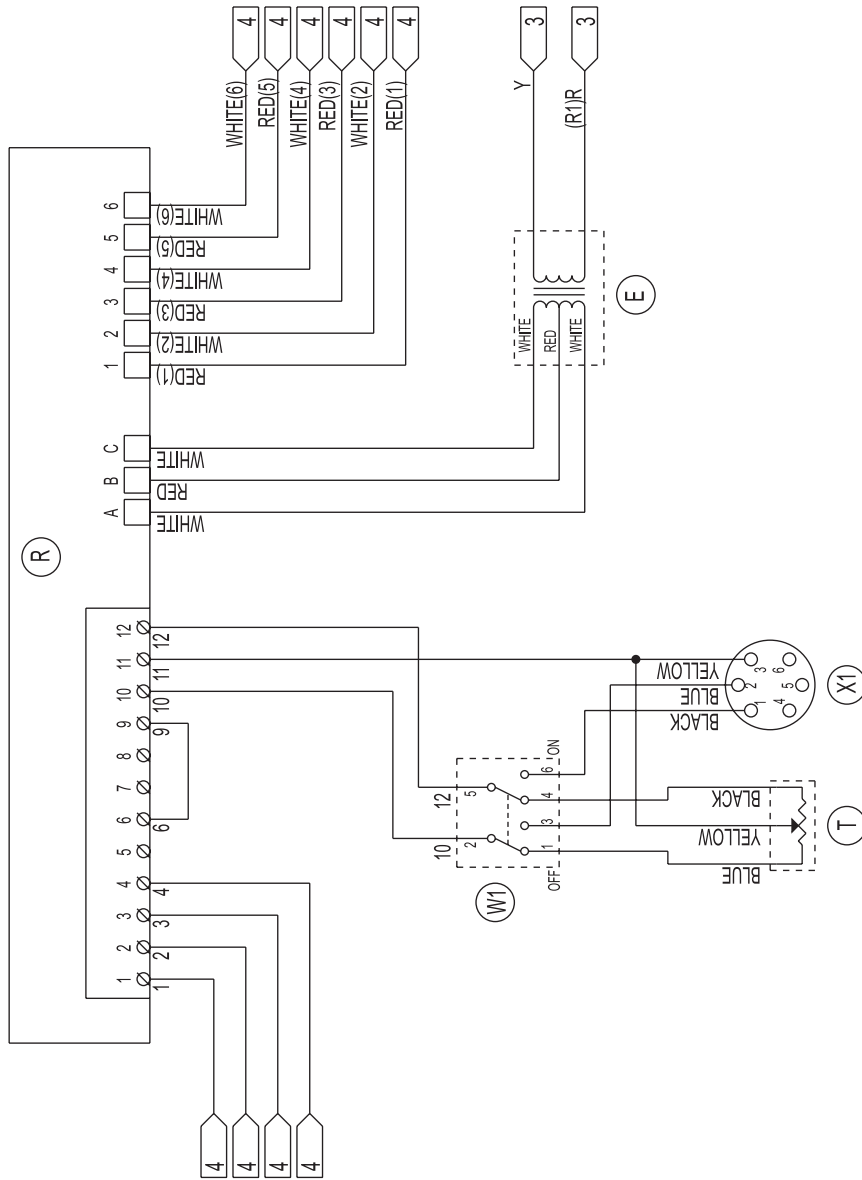 R
1
2
3
4
5
6
7
8
9
10
11
12
1
2
3
4
6
9
10
11
12
A
B
C
WHITE
RED
WHITE
1
2
3
4
5
6
RED(1)
WHITE(2)
RED(3)
WHITE(4)
RED(5)
WHITE(6)
WHITE(6)
RED(5)
WHITE(4)
RED(3)
WHITE(2)
RED(1)
4
4
4
4
4
4
4
4
4
4
Y
(R1)R
3
3
WHITE
RED
WHITE
E
W1
10
12
2
5
1
3
4
6
OFF
ON
BLUE
YELLOW
BLACK
T
BLACK
BLUE
YELLOW
1
2
3
4
5
6
X1